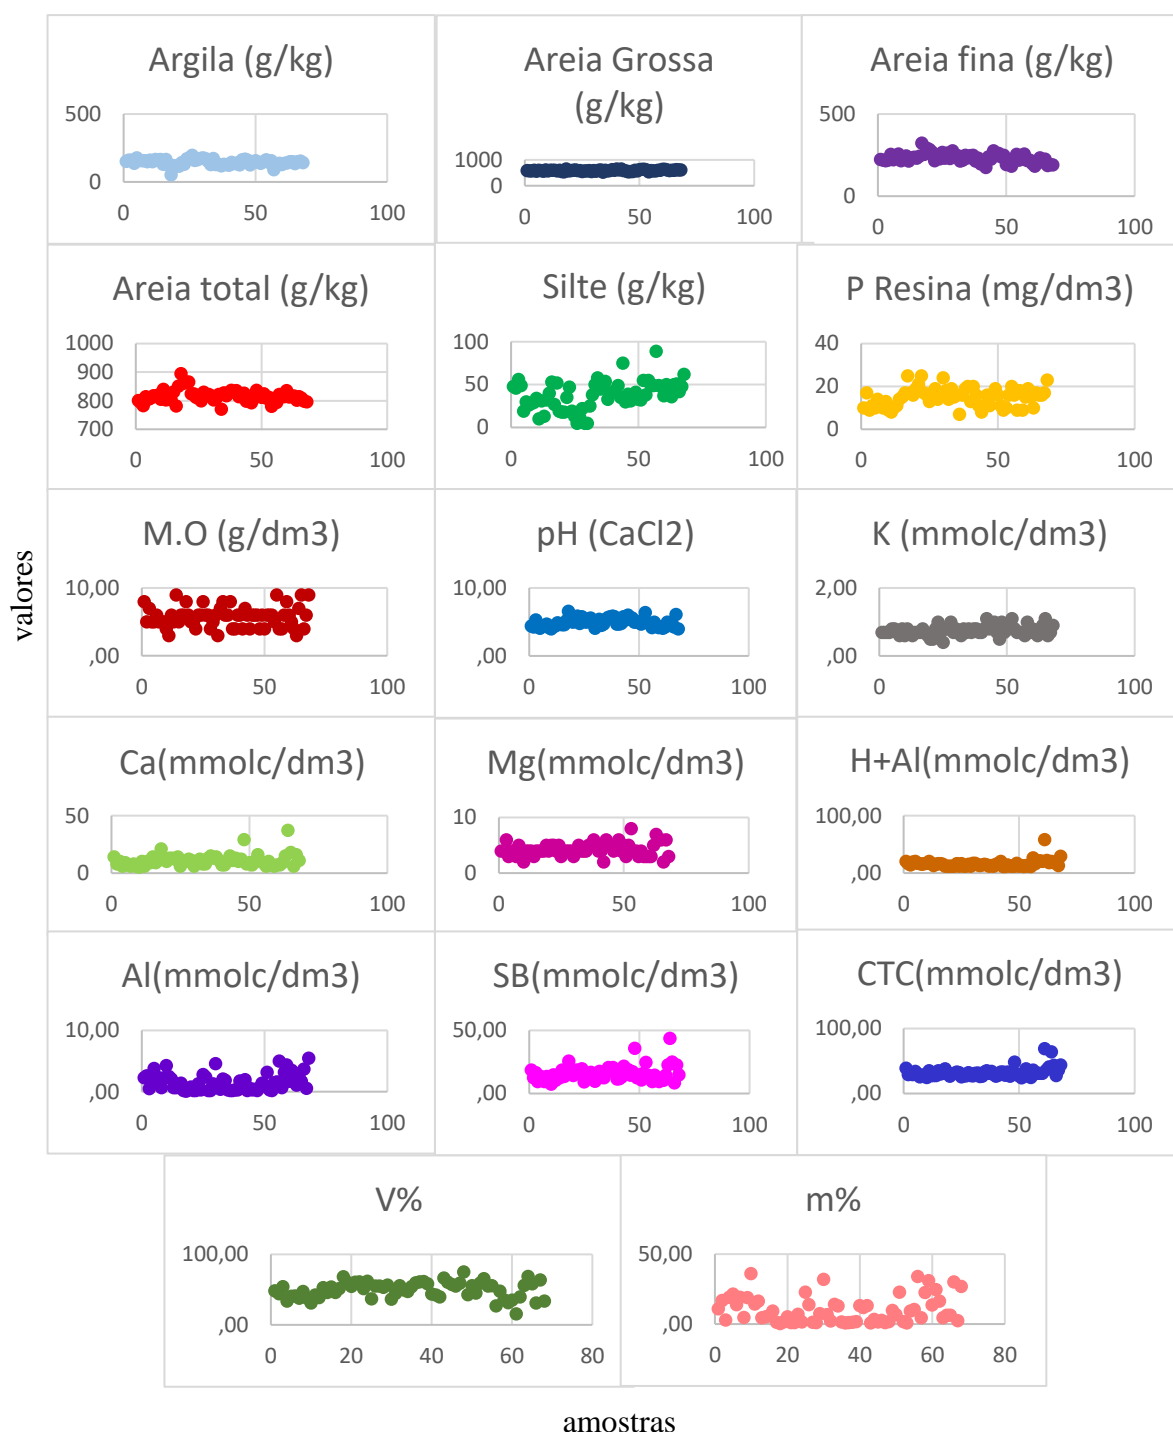 Argila (g/kg)
500
0
0 50 100
Areia Grossa
(g/kg)
1000
0
0 50 100
Areia fina (g/kg)
500
0
0 50 100
Areia total (g/kg)
1000
900
800
700
0 50 100
Silte (g/kg)
100
50
0
0 50 100
P Resina (mg/dm3)
40
20
0
0 50 100
valores
M.O (g/dm3)
10,00
,00
0 50 100
pH (CaCl2)
10,00
,00
0 50 100
K (mmolc/dm3)
2,00
,00
0 50 100
Ca(mmolc/dm3)
50
0
0 50 100
Mg(mmolc/dm3)
10
0
0 50 100
H+Al(mmolc/dm3)
100,00
,00
0 50 100
Al(mmolc/dm3)
10,00
,00
0 50 100
SB(mmolc/dm3)
50,00
,00
0 50 100
CTC(mmolc/dm3)
100,00
,00
0 50 100
V%
100,00
,00
0 20 40 60 80
m%
50,00
,00
0 20 40 60 80
amostras